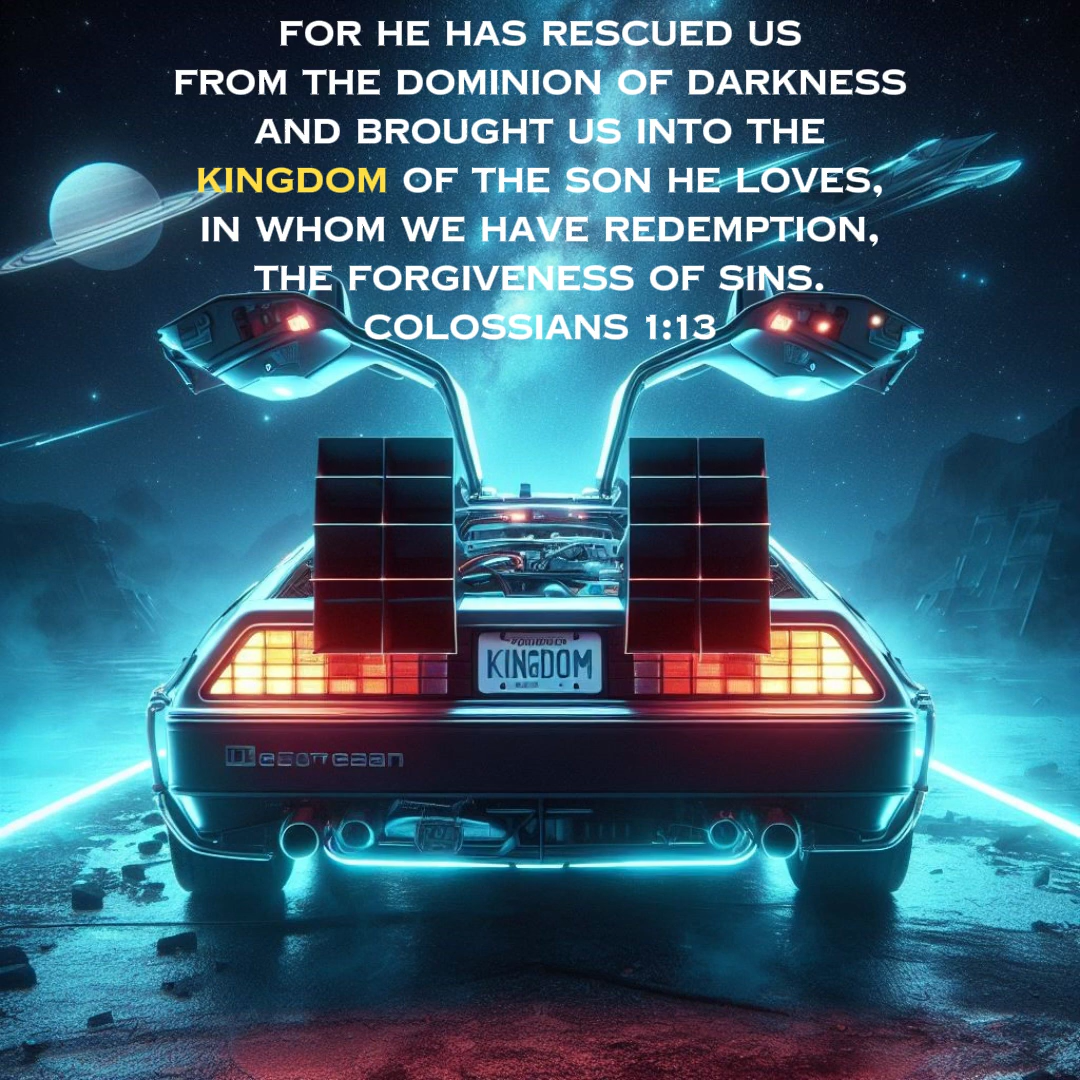 FOR HE HAS RESCUED US
FROM THE DOMINION OF DARKNESS
AND BROUGHT US INTO THE
KINGDOM OF THE SON HE LOVES,
IN WHOM WE HAVE REDEMPTION,
THE FORGIVENESS OF SINS.
COLOSSIANS 1:13
KINGDOM